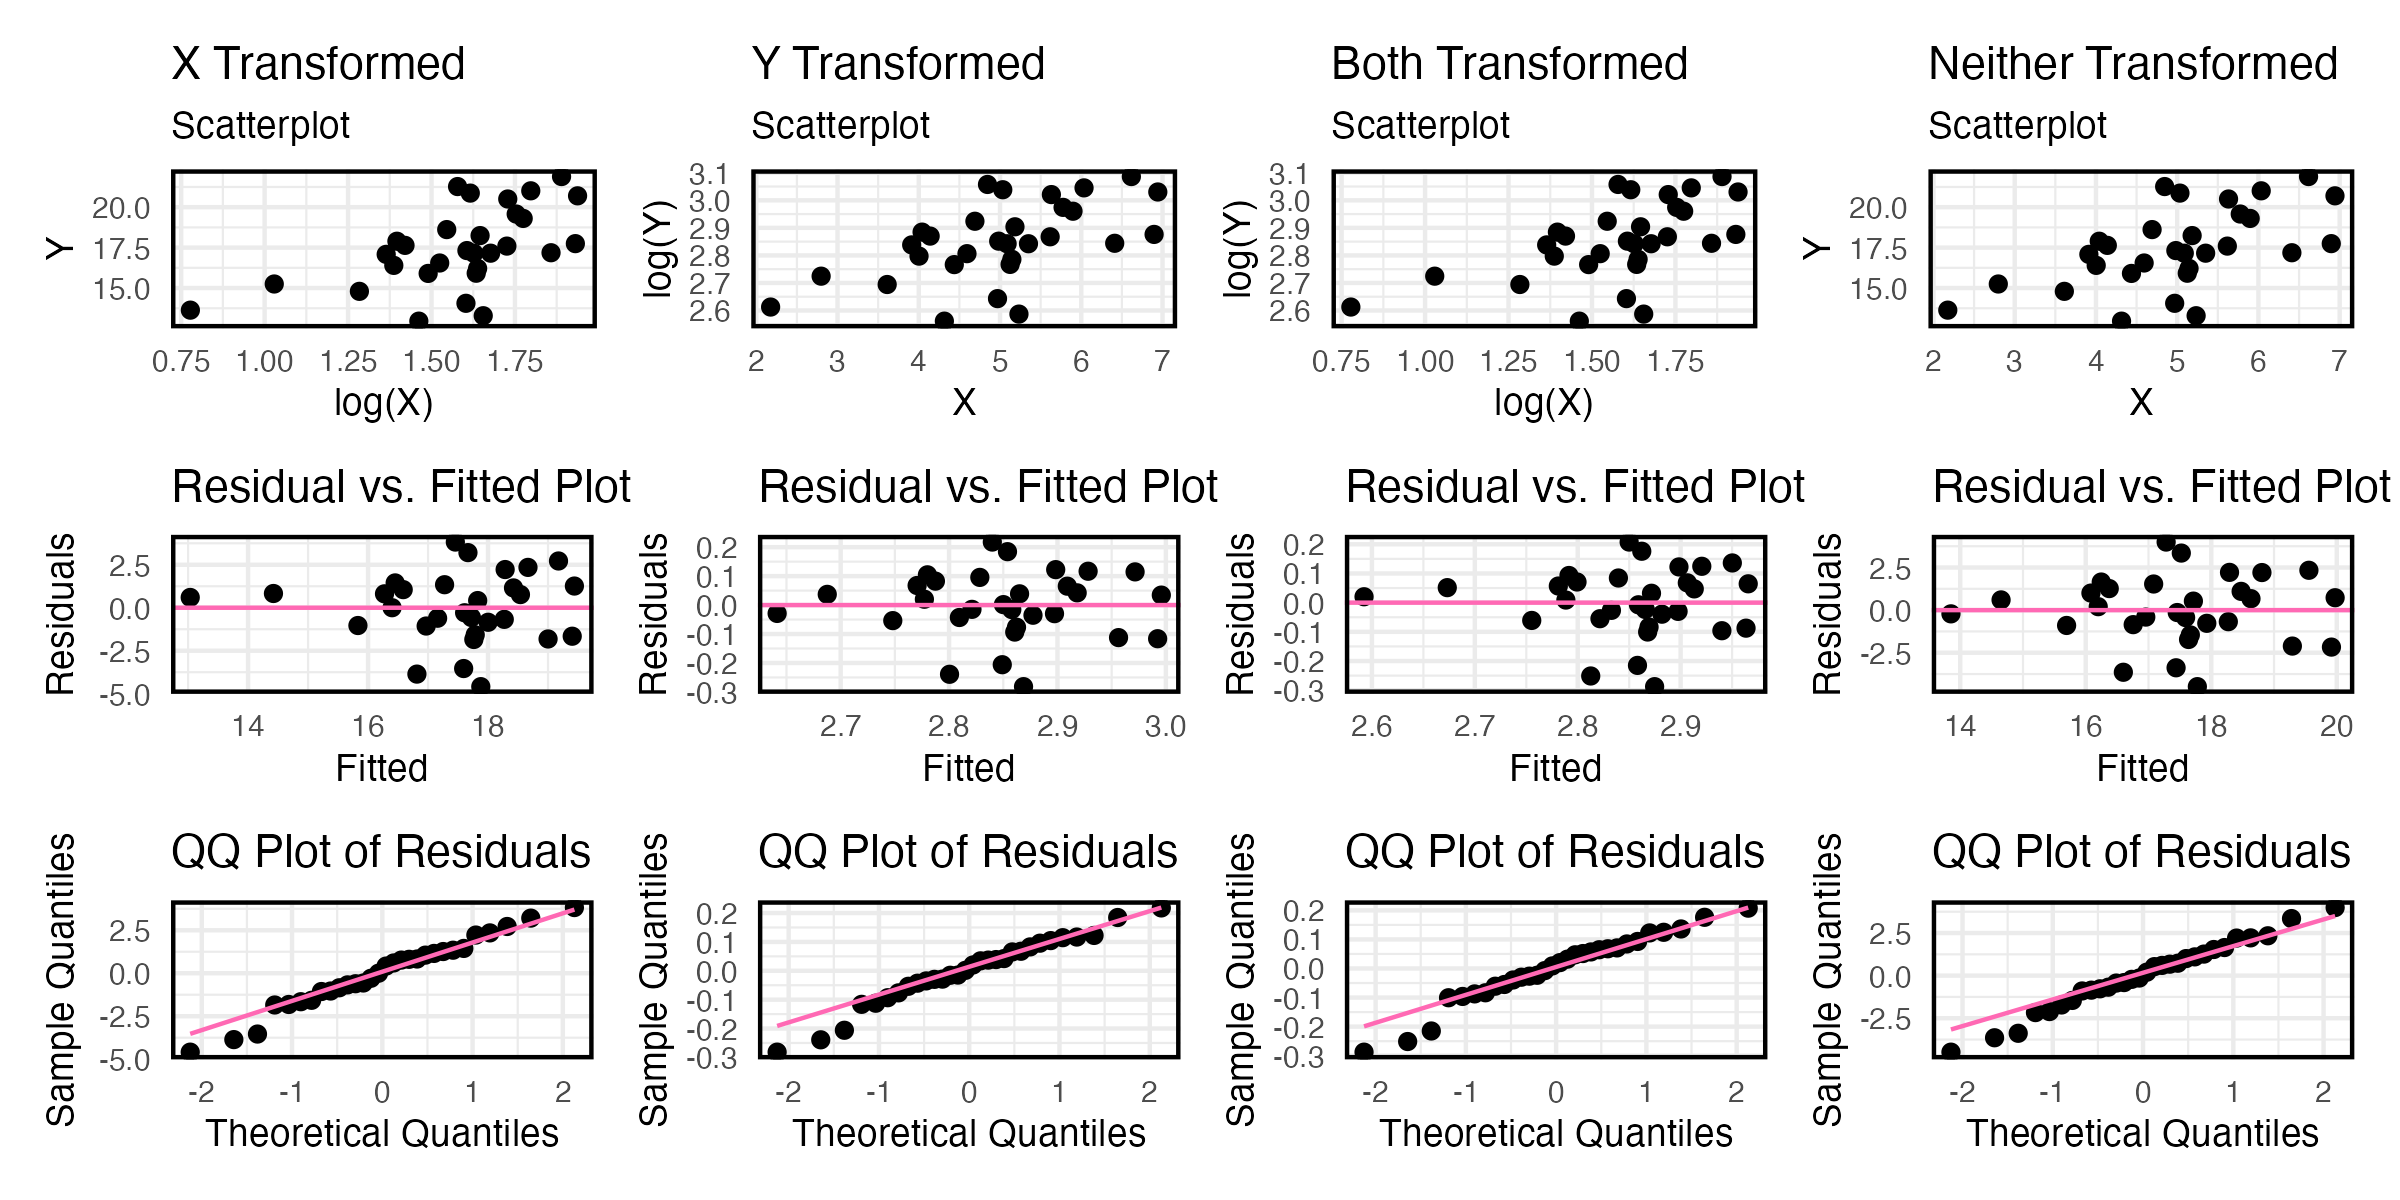 X Transformed
Y Transformed
Both Transformed
Neither Transformed
Scatterplot
Scatterplot
Scatterplot
Scatterplot
Y
20.0
17.5
15.0
0.75 1.00 1.25 1.50 1.75
log(X)
log(Y)
3.1
3.0
2.9
2.8
2.7
2.6
2 3 4 5 6 7
X
log(Y)
3.1
3.0
2.9
2.8
2.7
2.6
0.75 1.00 1.25 1.50 1.75
log(X)
Y
20.0
17.5
15.0
2 3 4 5 6 7
X
Residual vs. Fitted Plot
Residual vs. Fitted Plot
Residual vs. Fitted Plot
Residual vs. Fitted Plot
Residuals
2.5
0.0
-2.5
-5.0
14 16 18
Fitted
Residuals
0.2
0.1
0.0
-0.1
-0.2
-0.3
2.7 2.8 2.9 3.0
Fitted
Residuals
0.2
0.1
0.0
-0.1
-0.2
-0.3
2.6 2.7 2.8 2.9
Fitted
Residuals
2.5
0.0
-2.5
14 16 18 20
Fitted
QQ Plot of Residuals
QQ Plot of Residuals
QQ Plot of Residuals
QQ Plot of Residuals
Sample Quantiles
2.5
0.0
-2.5
-5.0
-2 -1 0 1 2
Theoretical Quantiles
Sample Quantiles
0.2
0.1
0.0
-0.1
-0.2
-0.3
-2 -1 0 1 2
Theoretical Quantiles
Sample Quantiles
0.2
0.1
0.0
-0.1
-0.2
-0.3
-2 -1 0 1 2
Theoretical Quantiles
Sample Quantiles
2.5
0.0
-2.5
-2 -1 0 1 2
Theoretical Quantiles